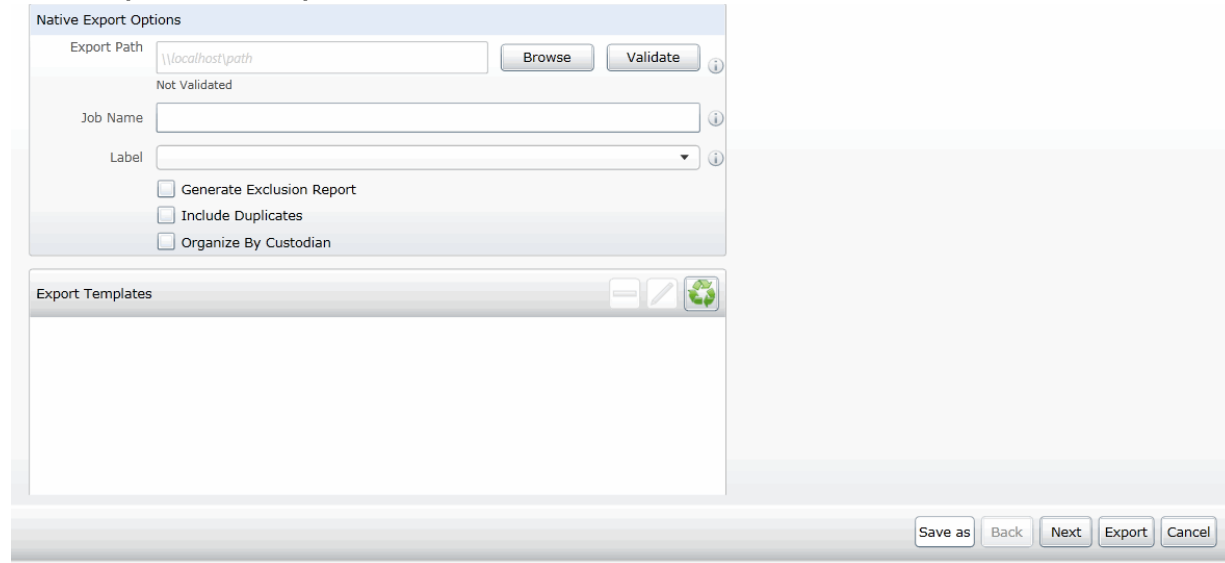 Native Export Options
Export Path \\localhost\path Browse Validate
Not Validated
Job Name
Label
Generate Exclusion Report
Include Duplicates
Organize By Custodian
Export Templates
Save as Back Next Export Cancel